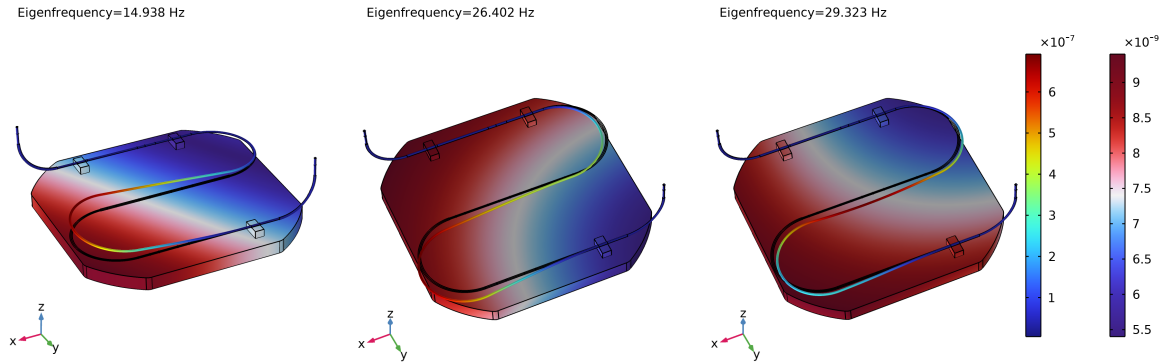 Eigenfrequency=14.938 Hz
Eigenfrequency=26.402 Hz
Eigenfrequency=29.323 Hz
×10⁻⁷
×10⁻⁹
6
5
4
3
2
1
9
8.5
8
7.5
7
6.5
6
5.5
z
x
y
z
x
y
z
x
y